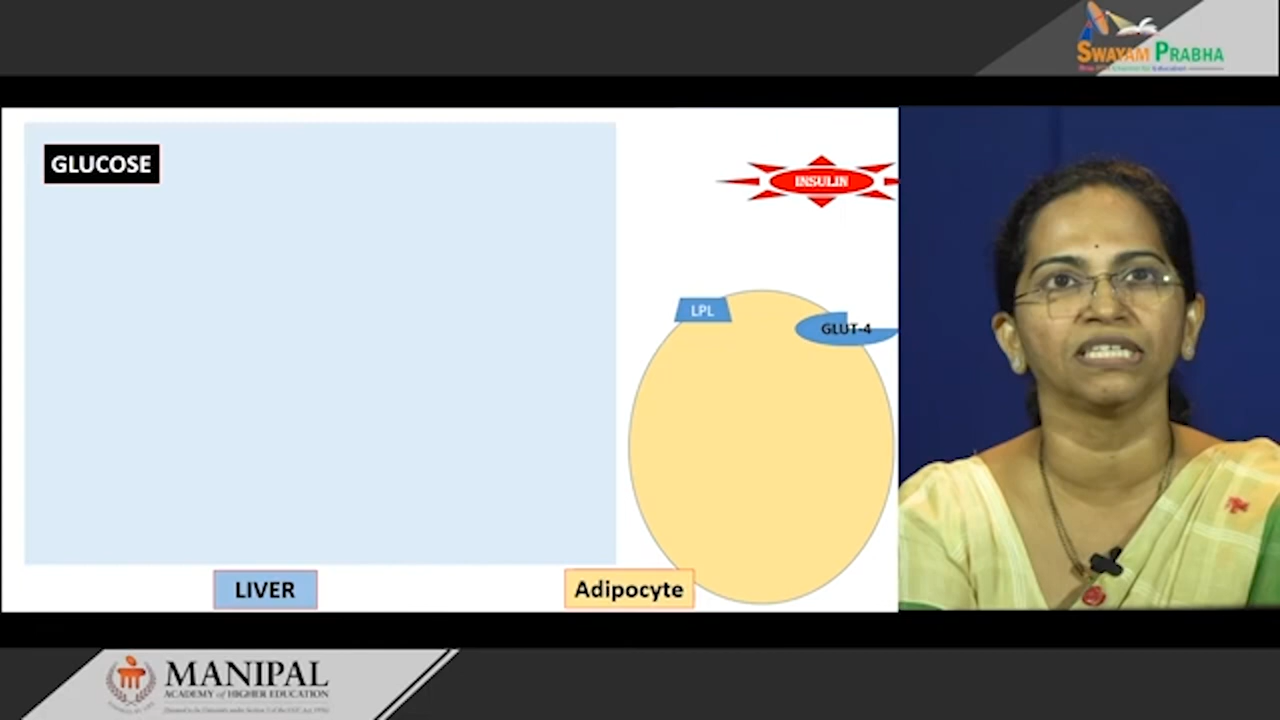 SWAYAM PRABHA
GLUCOSE
INSULIN
LPL
GLUT-4
LIVER
Adipocyte
MANIPAL
ACADEMY of HIGHER EDUCATION